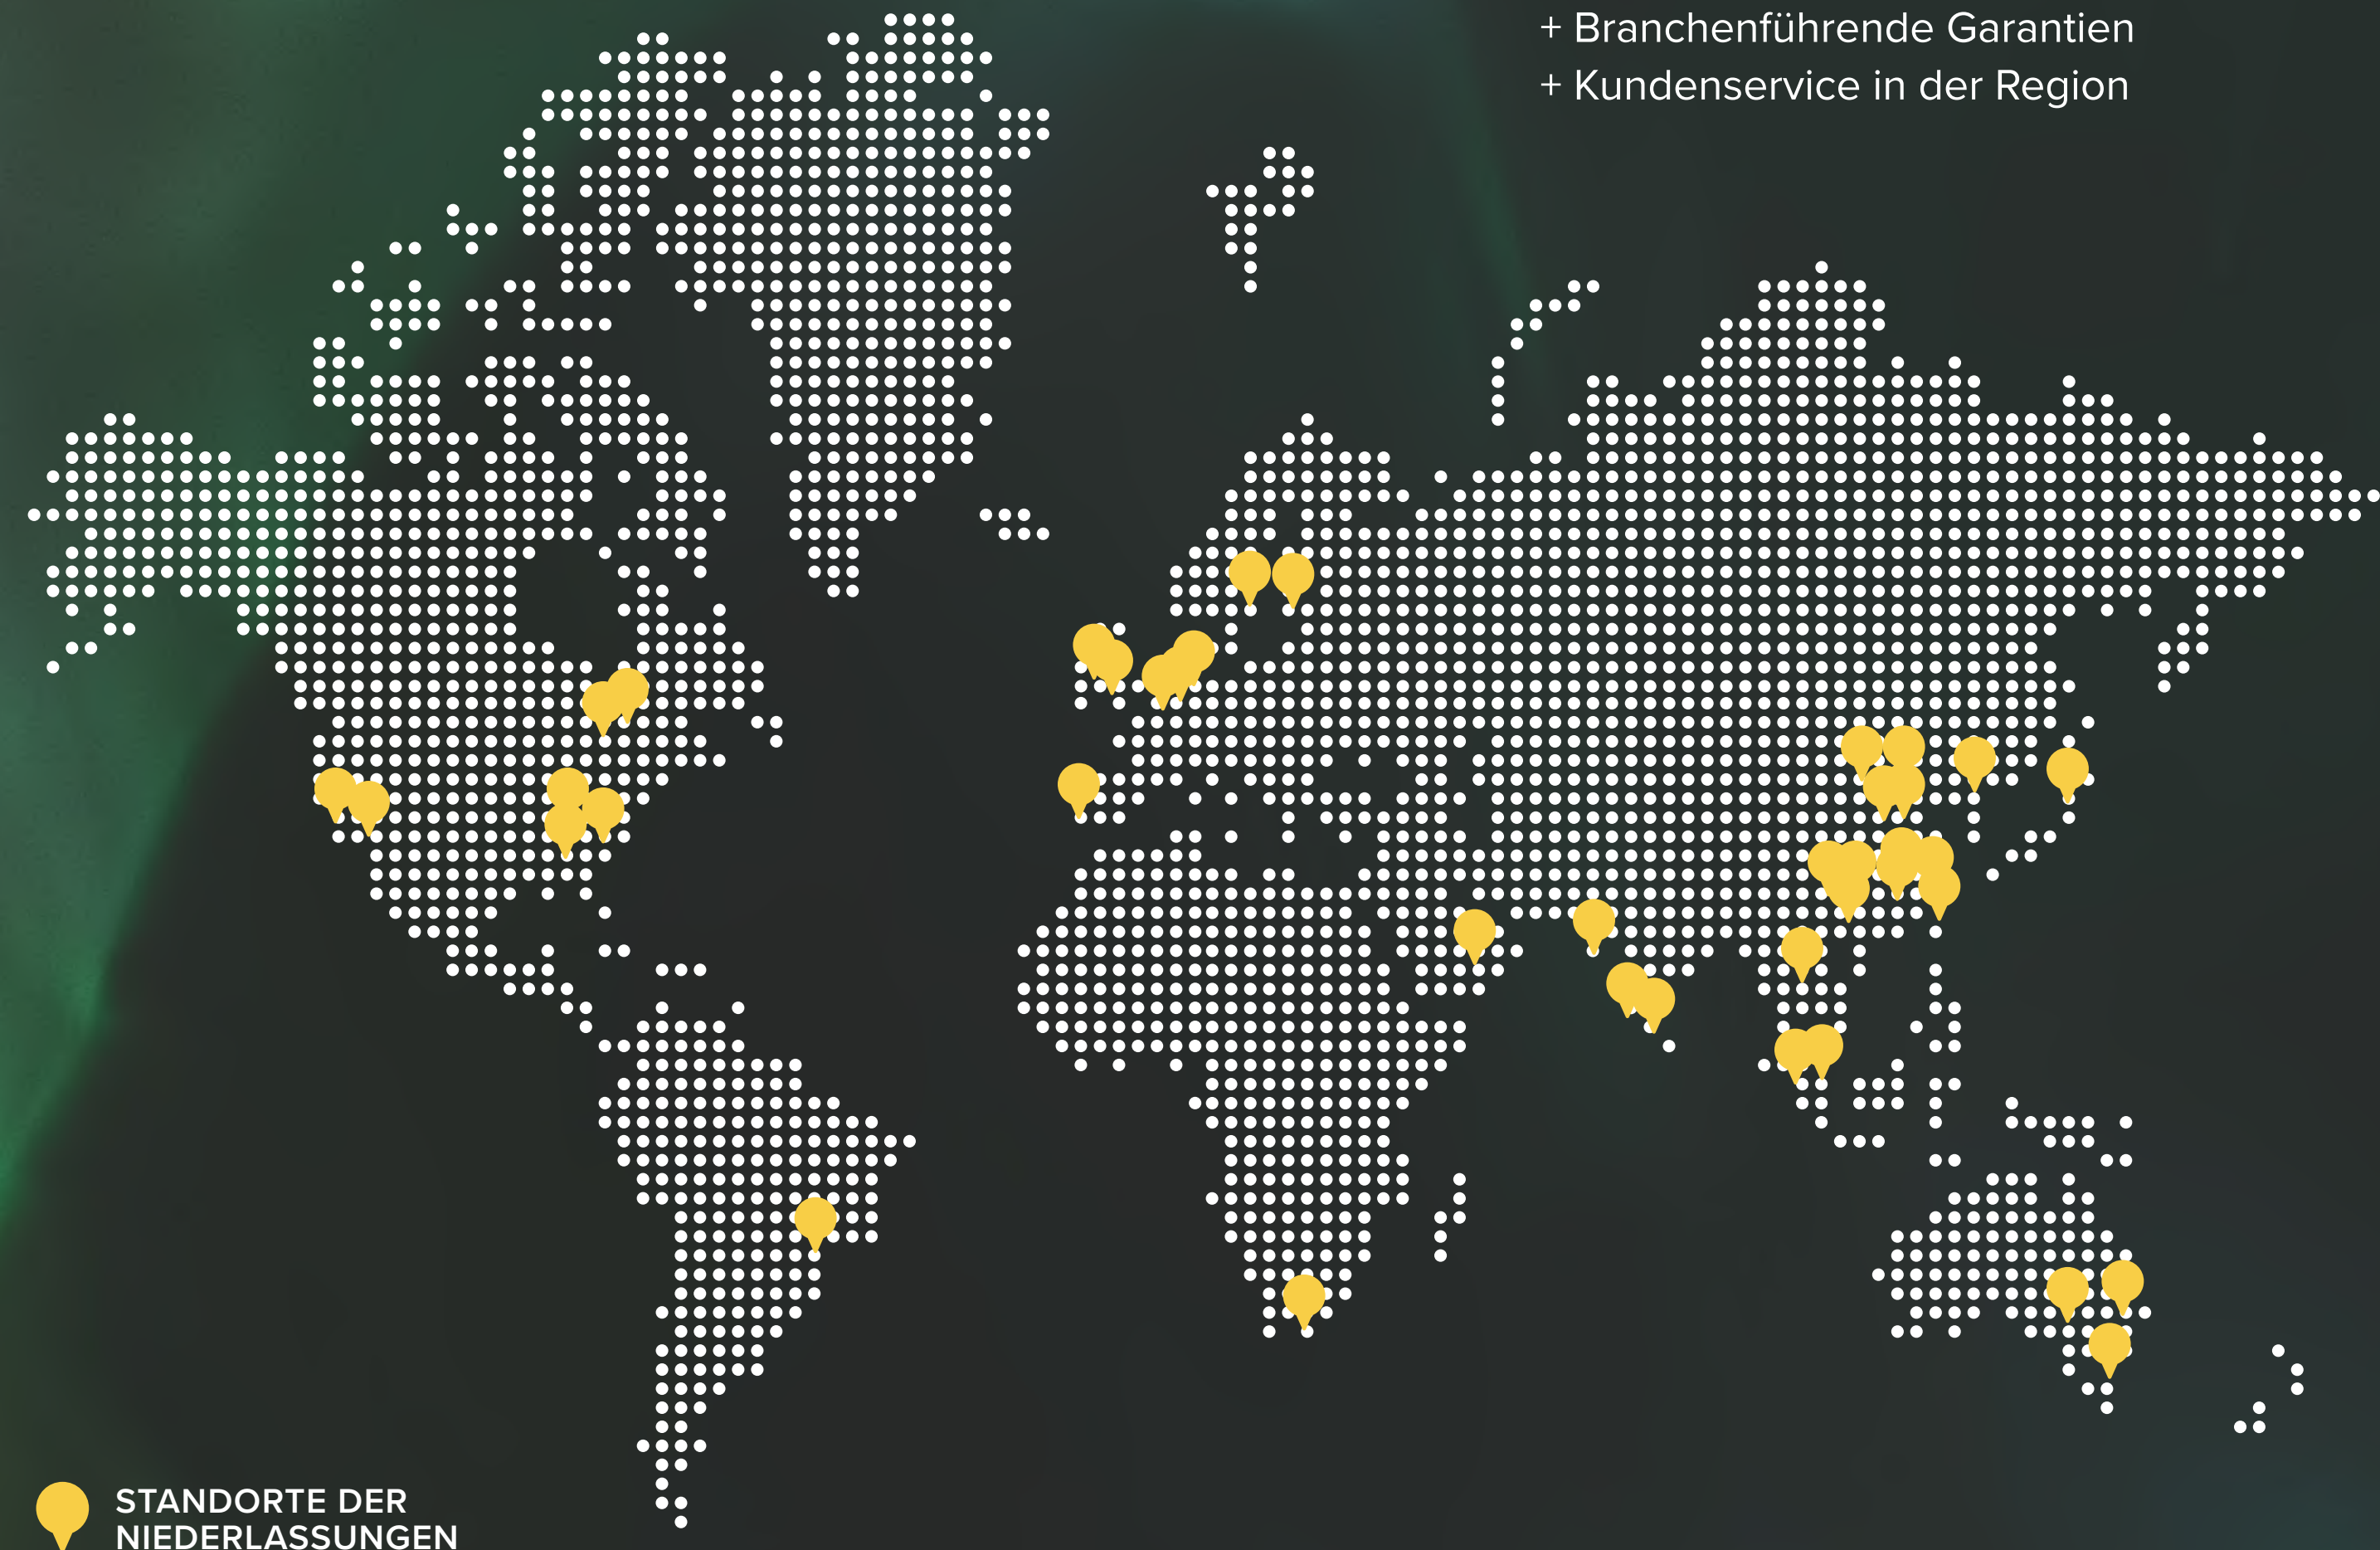 + Branchenführende Garantien
+ Kundenservice in der Region
STANDORTE DER
NIEDERLASSUNGEN